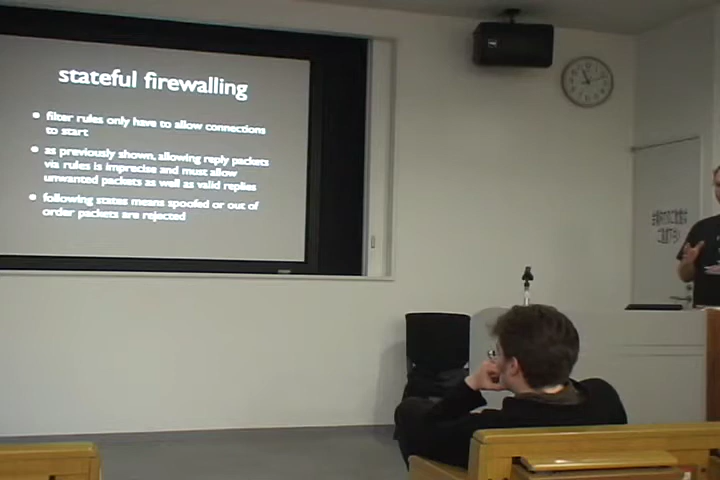 stateful firewalling
• filter rules only have to allow connections
to start
• as previously shown, allowing reply packets
via rules is imprecise and must allow
unwanted packets as well as valid replies
• following states means spoofed or out of
order packets are rejected